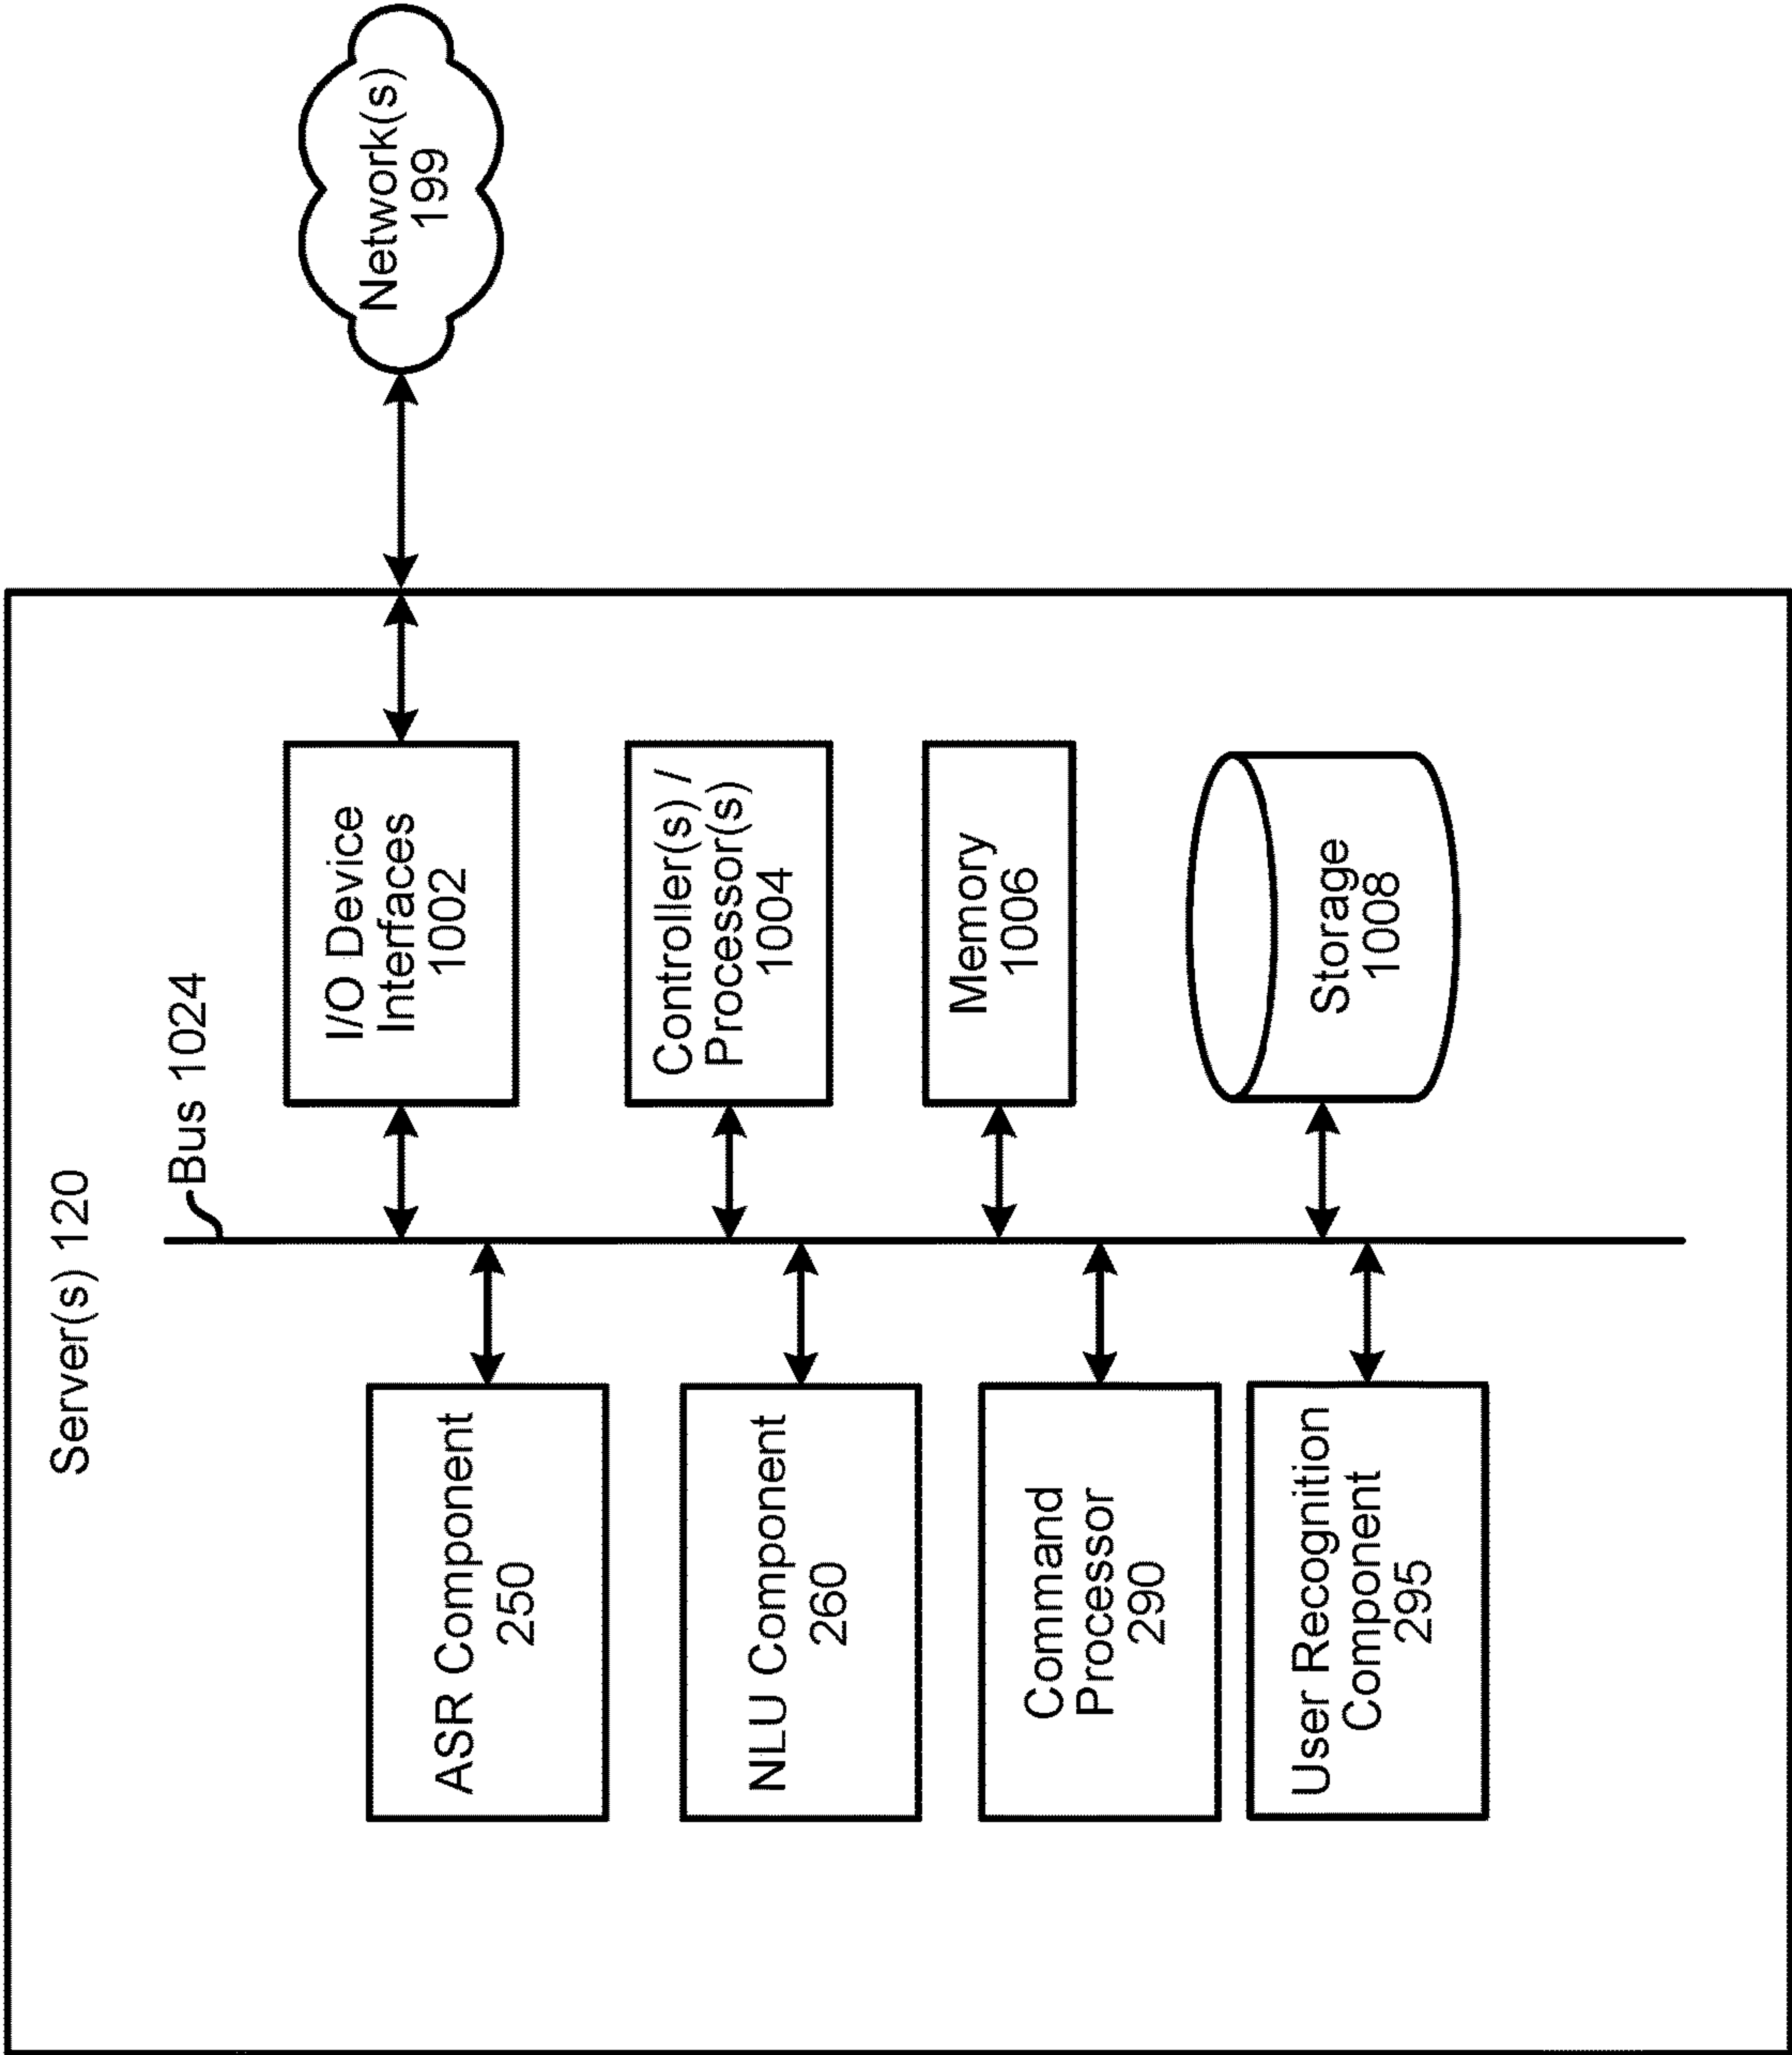 Server(s) 120
Bus 1024
I/O Device
Interfaces
1002
Controller(s) /
Processor(s)
1004
Memory
1006
Storage
1008
ASR Component
250
NLU Component
260
Command
Processor
290
User Recognition
Component
295
Network(s)
199